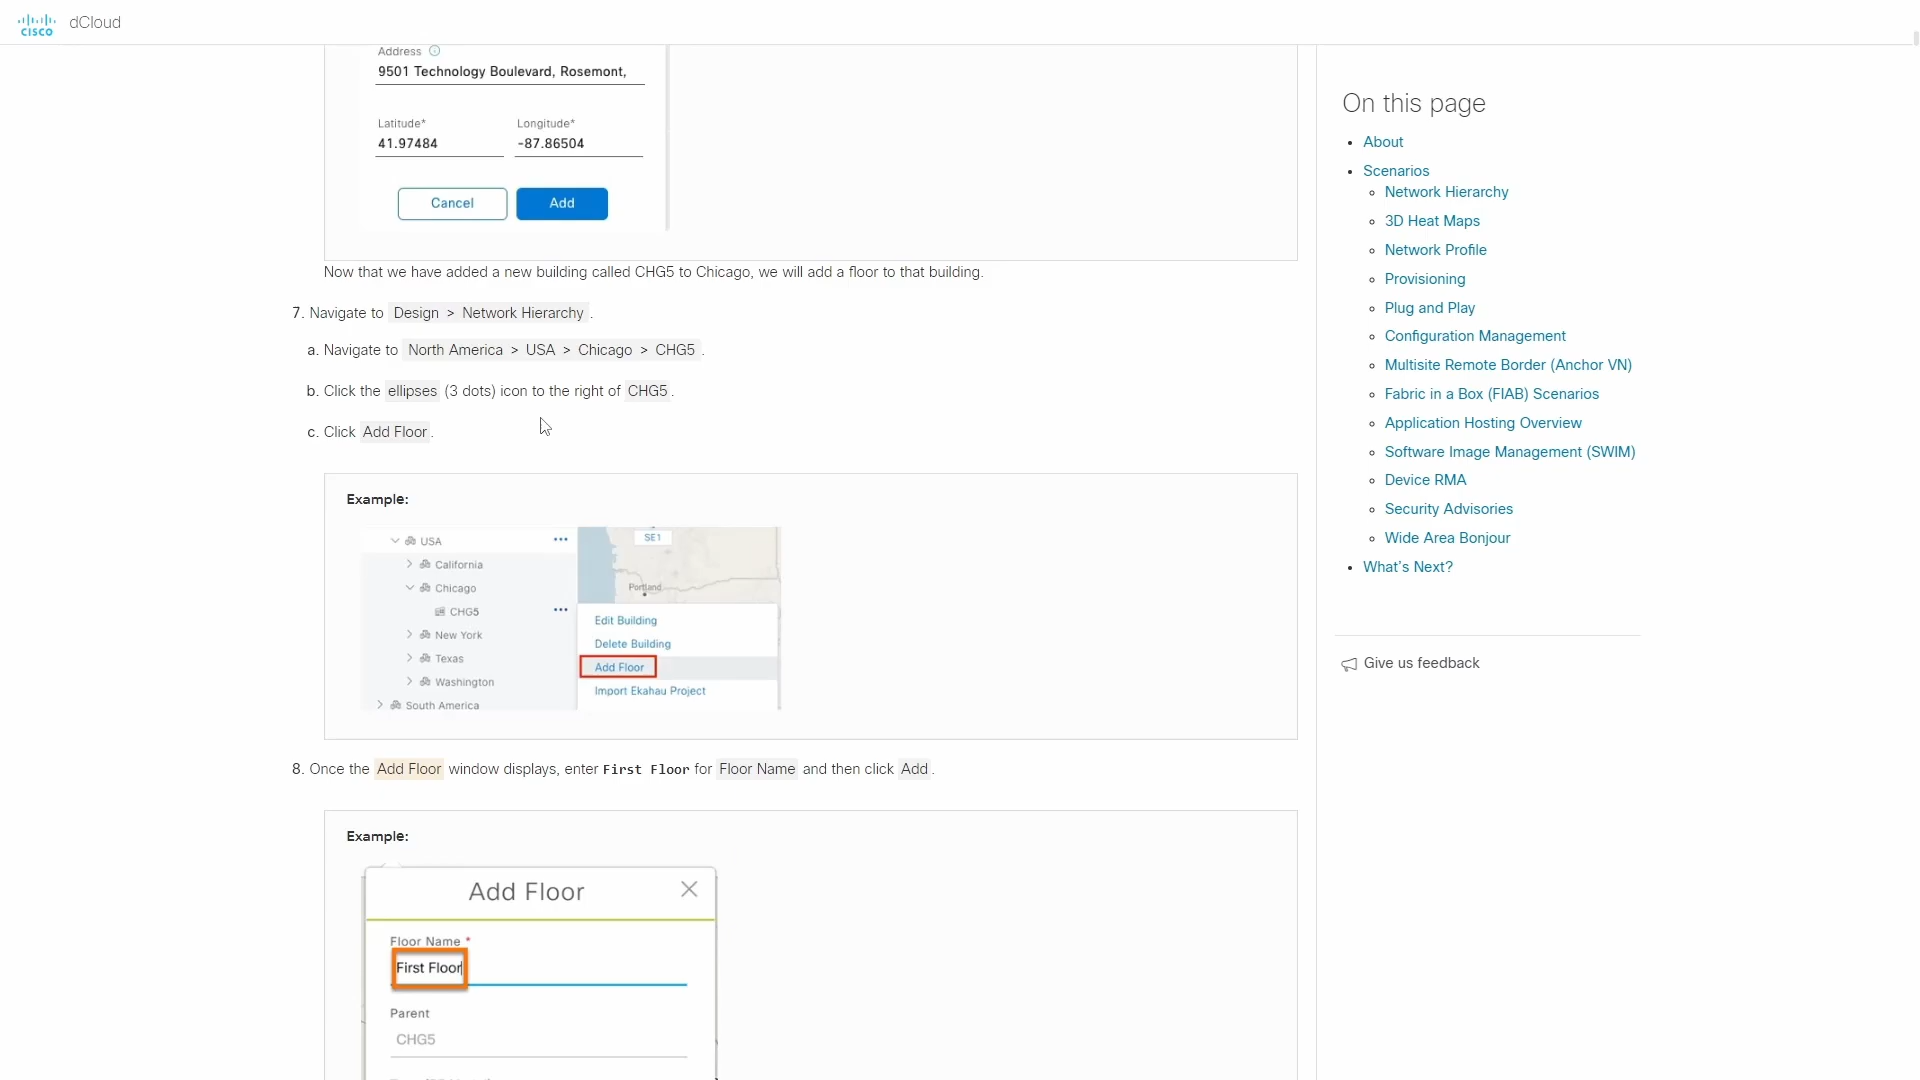 cisco dCloud
Address
9501 Technology Boulevard, Rosemont,
Latitude* Longitude*
41.97484 -87.86504
Cancel Add
Now that we have added a new building called CHG5 to Chicago, we will add a floor to that building.
7. Navigate to Design > Network Hierarchy .
a. Navigate to North America > USA > Chicago > CHG5 .
b. Click the ellipses (3 dots) icon to the right of CHG5 .
c. Click Add Floor .
Example:
USA
California
Chicago
CHG5
New York
Texas
Washington
South America
SE1
Portland
Edit Building
Delete Building
Add Floor
Import Ekahau Project
8. Once the Add Floor window displays, enter First Floor for Floor Name and then click Add .
Example:
Add Floor
Floor Name *
First Floor
Parent
CHG5
On this page
• About
• Scenarios
Network Hierarchy
3D Heat Maps
Network Profile
Provisioning
Plug and Play
Configuration Management
Multisite Remote Border (Anchor VN)
Fabric in a Box (FIAB) Scenarios
Application Hosting Overview
Software Image Management (SWIM)
Device RMA
Security Advisories
Wide Area Bonjour
• What's Next?
Give us feedback